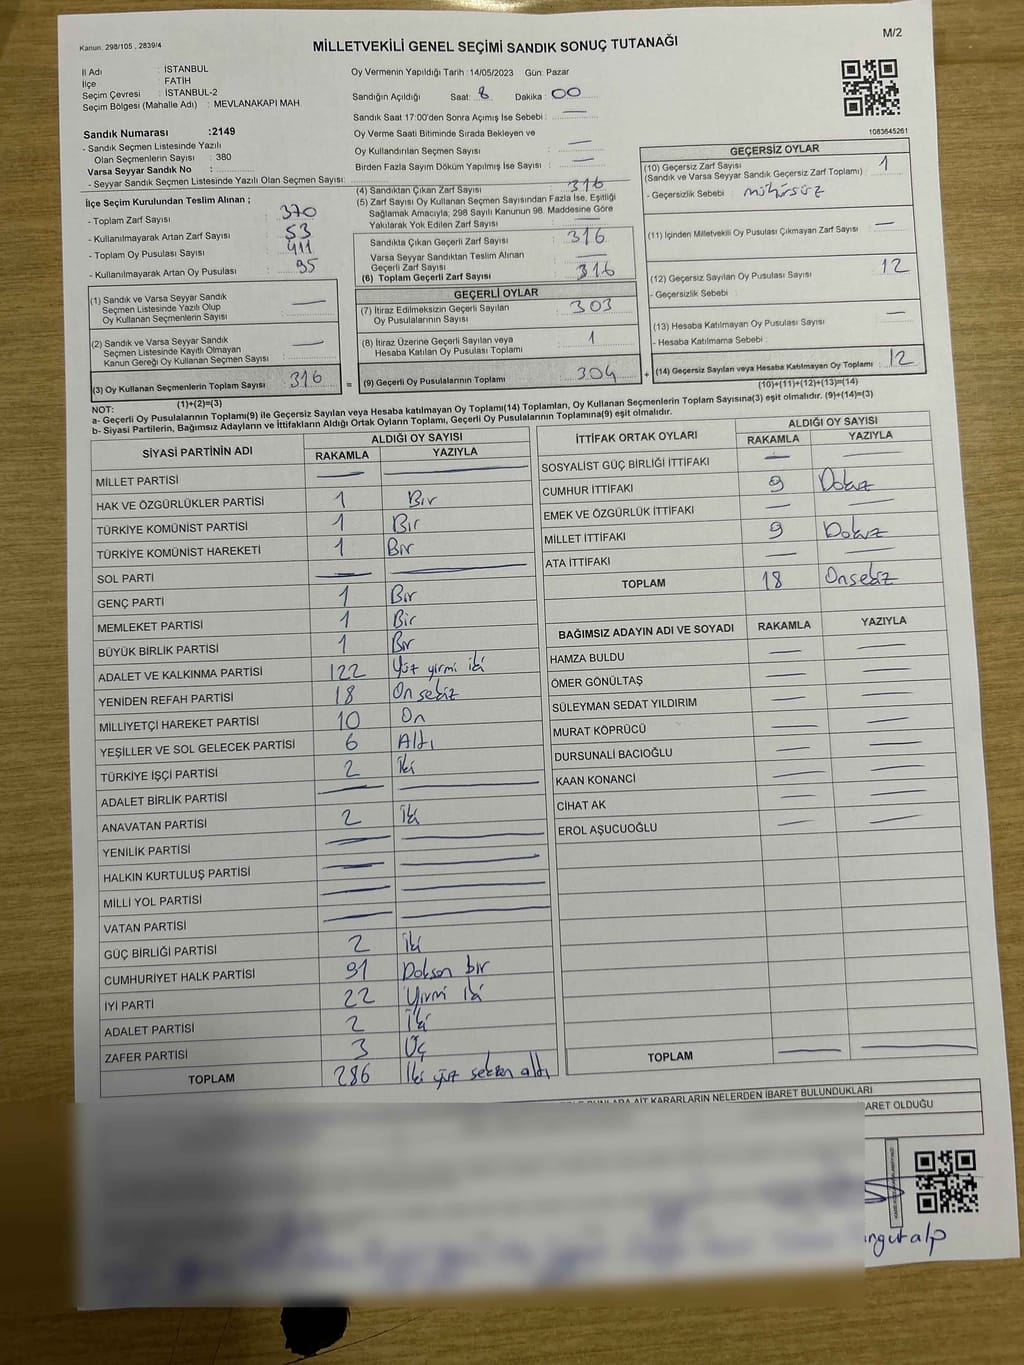 Kanun. 298/105 , 2839/4
MİLLETVEKİLİ GENEL SEÇİMİ SANDIK SONUÇ TUTANAĞI
M/2
İl Adı : İSTANBUL
İlçe : FATİH
Seçim Çevresi : İSTANBUL-2
Seçim Bölgesi (Mahalle Adı) : MEVLANAKAPI MAH.
Oy Vermenin Yapıldığı Tarih :14/05/2023 Gün: Pazar
Sandığın Açıldığı Saat: 8 Dakika: 00
Sandık Saat 17:00'den Sonra Açımış İse Sebebi : —
Oy Verme Saati Bitiminde Sırada Bekleyen ve
Oy Kullandırılan Seçmen Sayısı : —
Birden Fazla Sayım Döküm Yapılmış İse Sayısı : —
1083645261
Sandık Numarası :2149
- Sandık Seçmen Listesinde Yazılı
Olan Seçmenlerin Sayısı : 380
Varsa Seyyar Sandık No :
- Seyyar Sandık Seçmen Listesinde Yazılı Olan Seçmen Sayısı:
İlçe Seçim Kurulundan Teslim Alınan ;
- Toplam Zarf Sayısı : 370
- Kullanılmayarak Artan Zarf Sayısı : 53
- Toplam Oy Pusulası Sayısı : 411
- Kullanılmayarak Artan Oy Pusulası : 95
(1) Sandık ve Varsa Seyyar Sandık
Seçmen Listesinde Yazılı Olup
Oy Kullanan Seçmenlerin Sayısı : —
(2) Sandık ve Varsa Seyyar Sandık
Seçmen Listesinde Kayıtlı Olmayan
Kanun Gereği Oy Kullanan Seçmen Sayısı : —
(3) Oy Kullanan Seçmenlerin Toplam Sayısı : 316
(1)+(2)=(3)
(4) Sandıktan Çıkan Zarf Sayısı : 316
(5) Zarf Sayısı Oy Kullanan Seçmen Sayısından Fazla İse, Eşitliği
Sağlamak Amacıyla, 298 Sayılı Kanunun 98. Maddesine Göre
Yakılarak Yok Edilen Zarf Sayısı : —
Sandıkta Çıkan Geçerli Zarf Sayısı : 316
Varsa Seyyar Sandıktan Teslim Alınan
Geçerli Zarf Sayısı : —
(6) Toplam Geçerli Zarf Sayısı : 316
GEÇERLİ OYLAR
(7) İtiraz Edilmeksizin Geçerli Sayılan
Oy Pusulalarının Sayısı : 303
(8) İtiraz Üzerine Geçerli Sayılan veya
Hesaba Katılan Oy Pusulası Toplamı : 1
= (9) Geçerli Oy Pusulalarının Toplamı : 304
GEÇERSİZ OYLAR
(10) Geçersiz Zarf Sayısı : 1
(Sandık ve Varsa Seyyar Sandık Geçersiz Zarf Toplamı)
- Geçersizlik Sebebi : mühürsüz
(11) İçinden Milletvekili Oy Pusulası Çıkmayan Zarf Sayısı : —
(12) Geçersiz Sayılan Oy Pusulası Sayısı : 12
- Geçersizlik Sebebi :
(13) Hesaba Katılmayan Oy Pusulası Sayısı : —
- Hesaba Katılmama Sebebi :
+ (14) Geçersiz Sayılan veya Hesaba Katılmayan Oy Toplamı : 12
(10)+(11)+(12)+(13)=(14)
NOT:
a- Geçerli Oy Pusulalarının Toplamı(9) ile Geçersiz Sayılan veya Hesaba katılmayan Oy Toplamı(14) Toplamları, Oy Kullanan Seçmenlerin Toplam Sayısına(3) eşit olmalıdır. (9)+(14)=(3)
b- Siyasi Partilerin, Bağımsız Adayların ve İttifakların Aldığı Ortak Oyların Toplamı, Geçerli Oy Pusulalarının Toplamına(9) eşit olmalıdır.
SİYASİ PARTİNİN ADI
ALDIĞI OY SAYISI
RAKAMLA YAZIYLA
MİLLET PARTİSİ — —
HAK VE ÖZGÜRLÜKLER PARTİSİ 1 Bir
TÜRKİYE KOMÜNİST PARTİSİ 1 Bir
TÜRKİYE KOMÜNİST HAREKETİ 1 Bir
SOL PARTİ — —
GENÇ PARTİ 1 Bir
MEMLEKET PARTİSİ 1 Bir
BÜYÜK BİRLİK PARTİSİ 1 Bir
ADALET VE KALKINMA PARTİSİ 122 Yüz yirmi iki
YENİDEN REFAH PARTİSİ 18 On sekiz
MİLLİYETÇİ HAREKET PARTİSİ 10 On
YEŞİLLER VE SOL GELECEK PARTİSİ 6 Altı
TÜRKİYE İŞÇİ PARTİSİ 2 İki
ADALET BİRLİK PARTİSİ — —
ANAVATAN PARTİSİ 2 İki
YENİLİK PARTİSİ — —
HALKIN KURTULUŞ PARTİSİ — —
MİLLİ YOL PARTİSİ — —
VATAN PARTİSİ — —
GÜÇ BİRLİĞİ PARTİSİ 2 İki
CUMHURİYET HALK PARTİSİ 91 Doksan bir
İYİ PARTİ 22 Yirmi iki
ADALET PARTİSİ 2 İki
ZAFER PARTİSİ 3 Üç
TOPLAM 286 İki yüz seksen altı
İTTİFAK ORTAK OYLARI
ALDIĞI OY SAYISI
RAKAMLA YAZIYLA
SOSYALİST GÜÇ BİRLİĞİ İTTİFAKI — —
CUMHUR İTTİFAKI 9 Dokuz
EMEK VE ÖZGÜRLÜK İTTİFAKI — —
MİLLET İTTİFAKI 9 Dokuz
ATA İTTİFAKI — —
TOPLAM 18 Onsekiz
BAĞIMSIZ ADAYIN ADI VE SOYADI RAKAMLA YAZIYLA
HAMZA BULDU — —
ÖMER GÖNÜLTAŞ — —
SÜLEYMAN SEDAT YILDIRIM — —
MURAT KÖPRÜCÜ — —
DURSUNALİ BACIOĞLU — —
KAAN KONANCİ — —
CİHAT AK — —
EROL AŞUCUOĞLU — —
TOPLAM — —
AİT KARARLARIN NELERDEN İBARET BULUNDUKLARI
BARET OLDUĞU